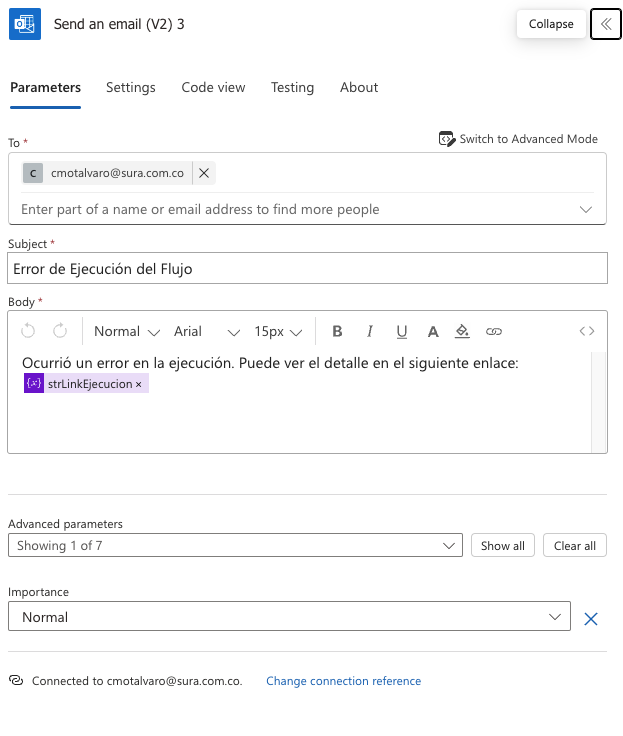 Send an email (V2) 3
Collapse
Parameters Settings Code view Testing About
To *
Switch to Advanced Mode
C cmotalvaro@sura.com.co
Enter part of a name or email address to find more people
Subject *
Error de Ejecución del Flujo
Body *
Normal Arial 15px B I U A
Ocurrió un error en la ejecución. Puede ver el detalle en el siguiente enlace:
{x} strLinkEjecucion ×
Advanced parameters
Showing 1 of 7 Show all Clear all
Importance
Normal
Connected to cmotalvaro@sura.com.co. Change connection reference